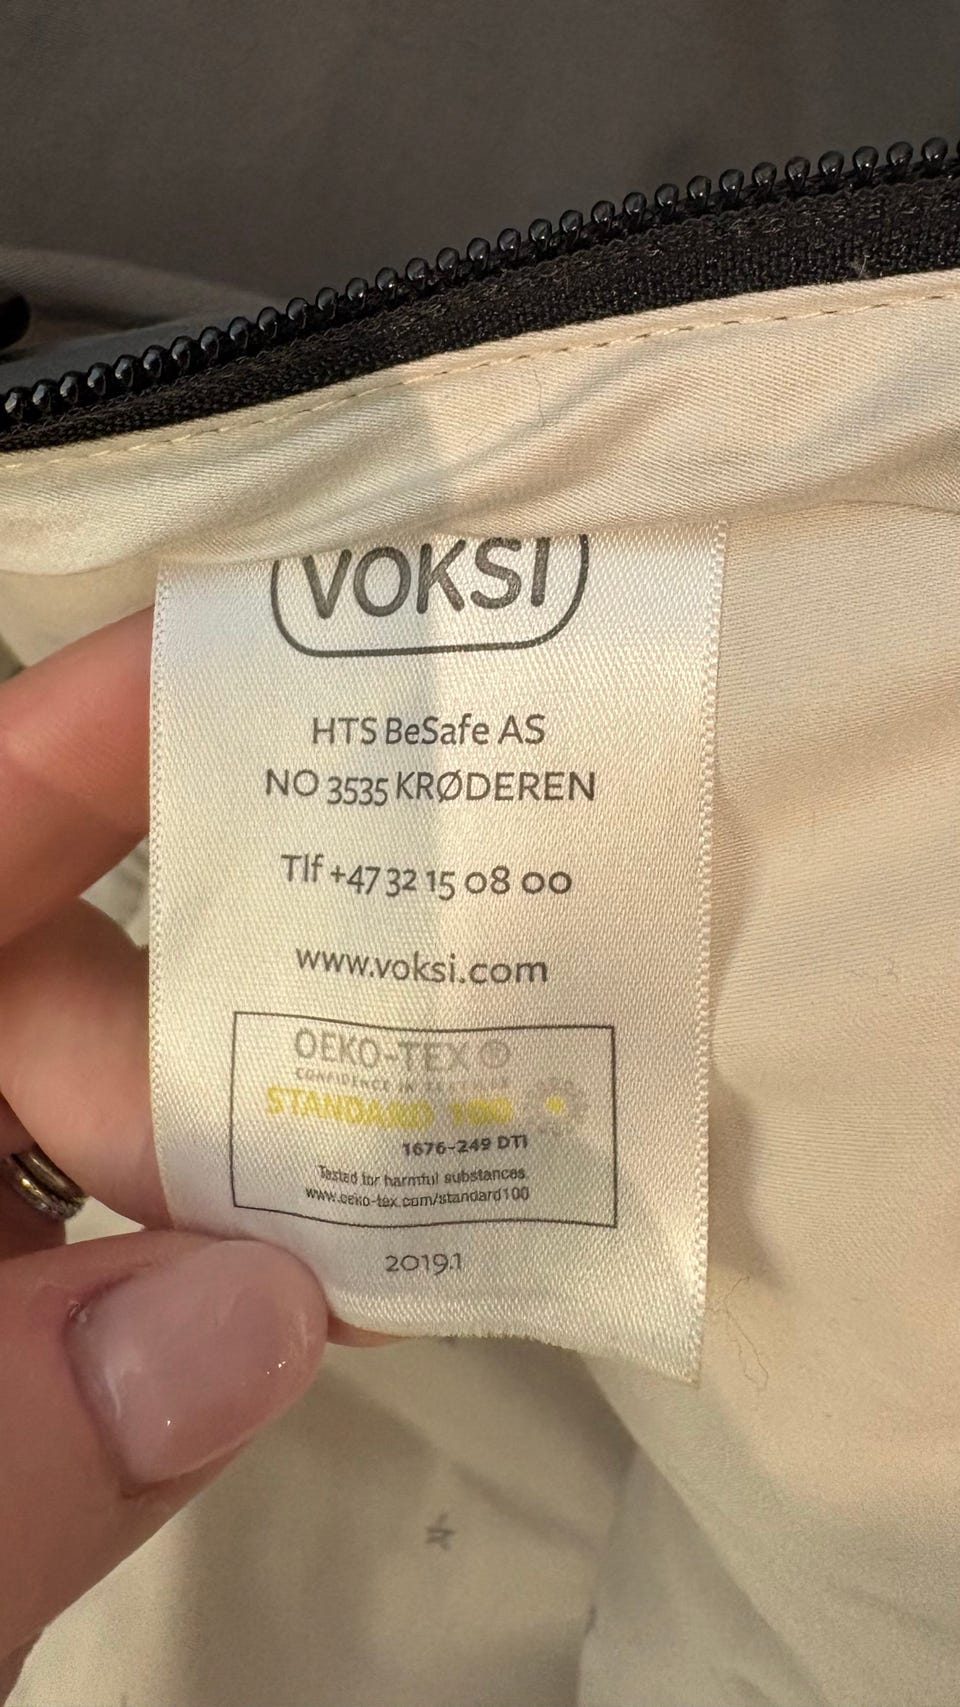 VOKSI
HTS BeSafe AS
NO 3535 KRØDEREN
Tlf +47 32 15 08 00
www.voksi.com
OEKO-TEX ®
CONFIDENCE IN TEXTILES
STANDARD 100
1676-249 DTI
Tested for harmful substances.
www.oeko-tex.com/standard100
2019.1